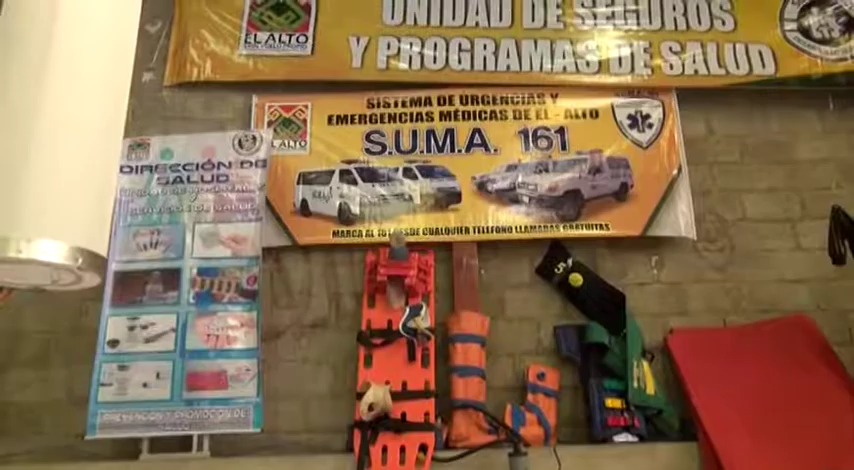 UNIDAD DE SEGUROS
Y PROGRAMAS DE SALUD
EL ALTO
SISTEMA DE URGENCIAS Y
EMERGENCIAS MÉDICAS DE EL - ALTO
S.U.M.A. 161
EL ALTO
MARCA AL 161 DESDE CUALQUIER TELEFONO LLAMADAS GRATUITAS
DIRECCIÓN DE
SALUD
PREVENCION Y PROMOCION DE
5